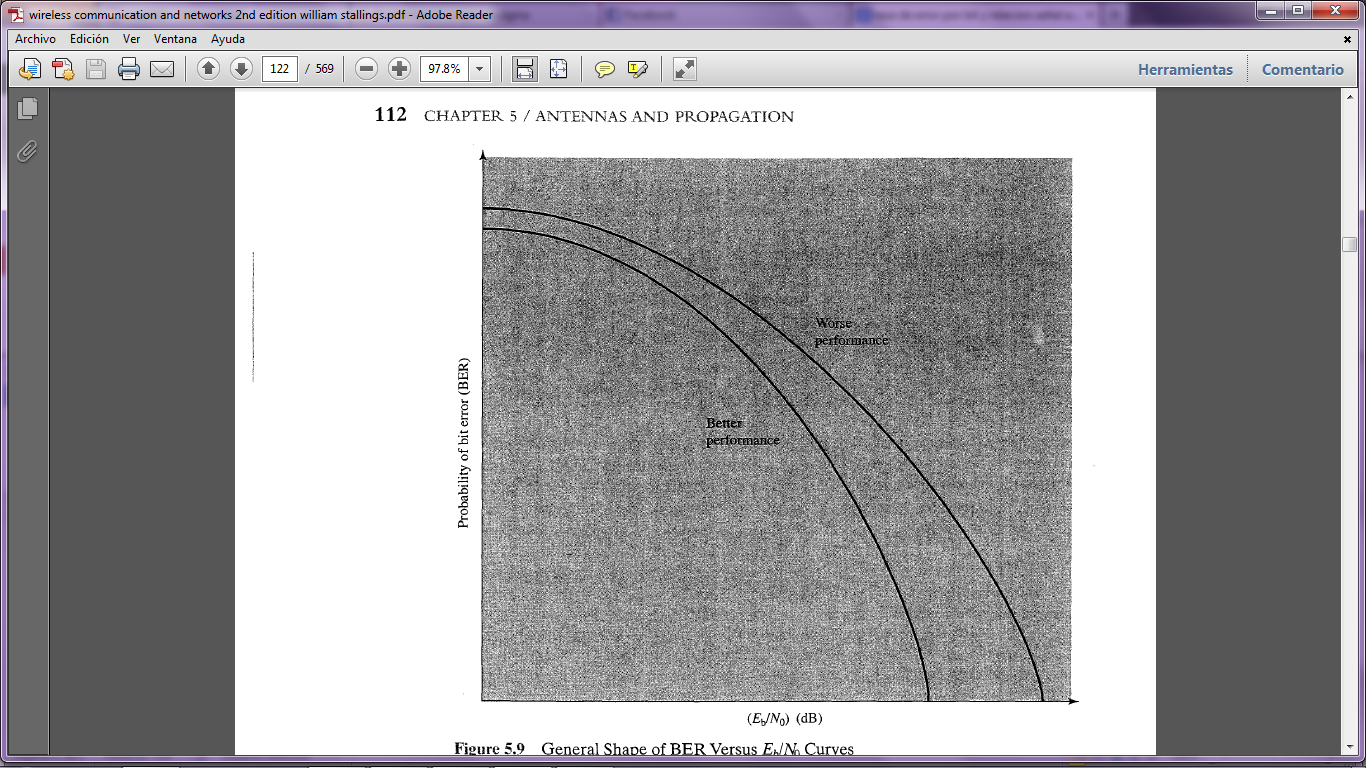 wireless communication and networks 2nd edition william stallings.pdf - Adobe Reader
Archivo Edición Ver Ventana Ayuda
122 / 569 97.8% Herramientas Comentario
112 CHAPTER 5 / ANTENNAS AND PROPAGATION
Worse
performance
Better
performance
Probability of bit error (BER)
(Eb/N0) (dB)
Figure 5.9 General Shape of BER Versus Eb/N0 Curves